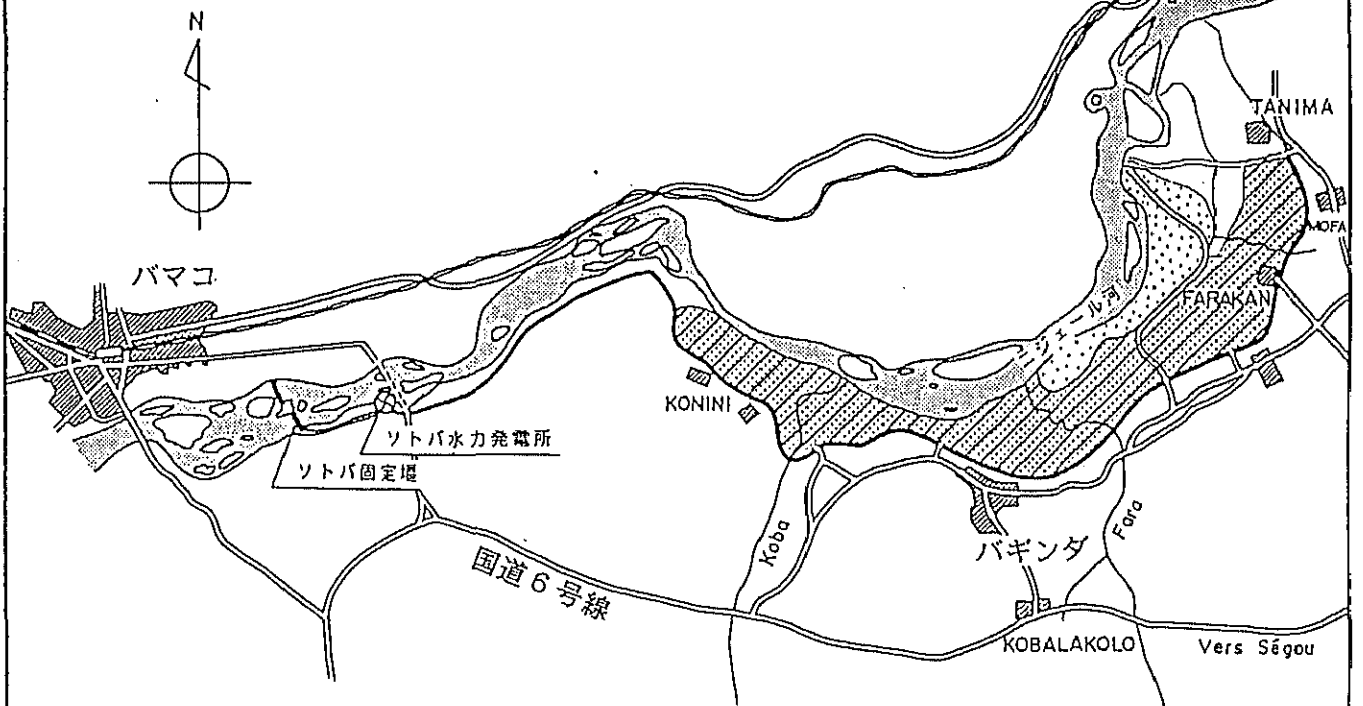 N
TANIMA
MOFA
バマコ
FARAKAN
ニジェール河
KONINI
ソトバ水力発電所
ソトバ固定堰
Koba
バギンダ
Fara
国道6号線
KOBALAKOLO
Vers Ségou